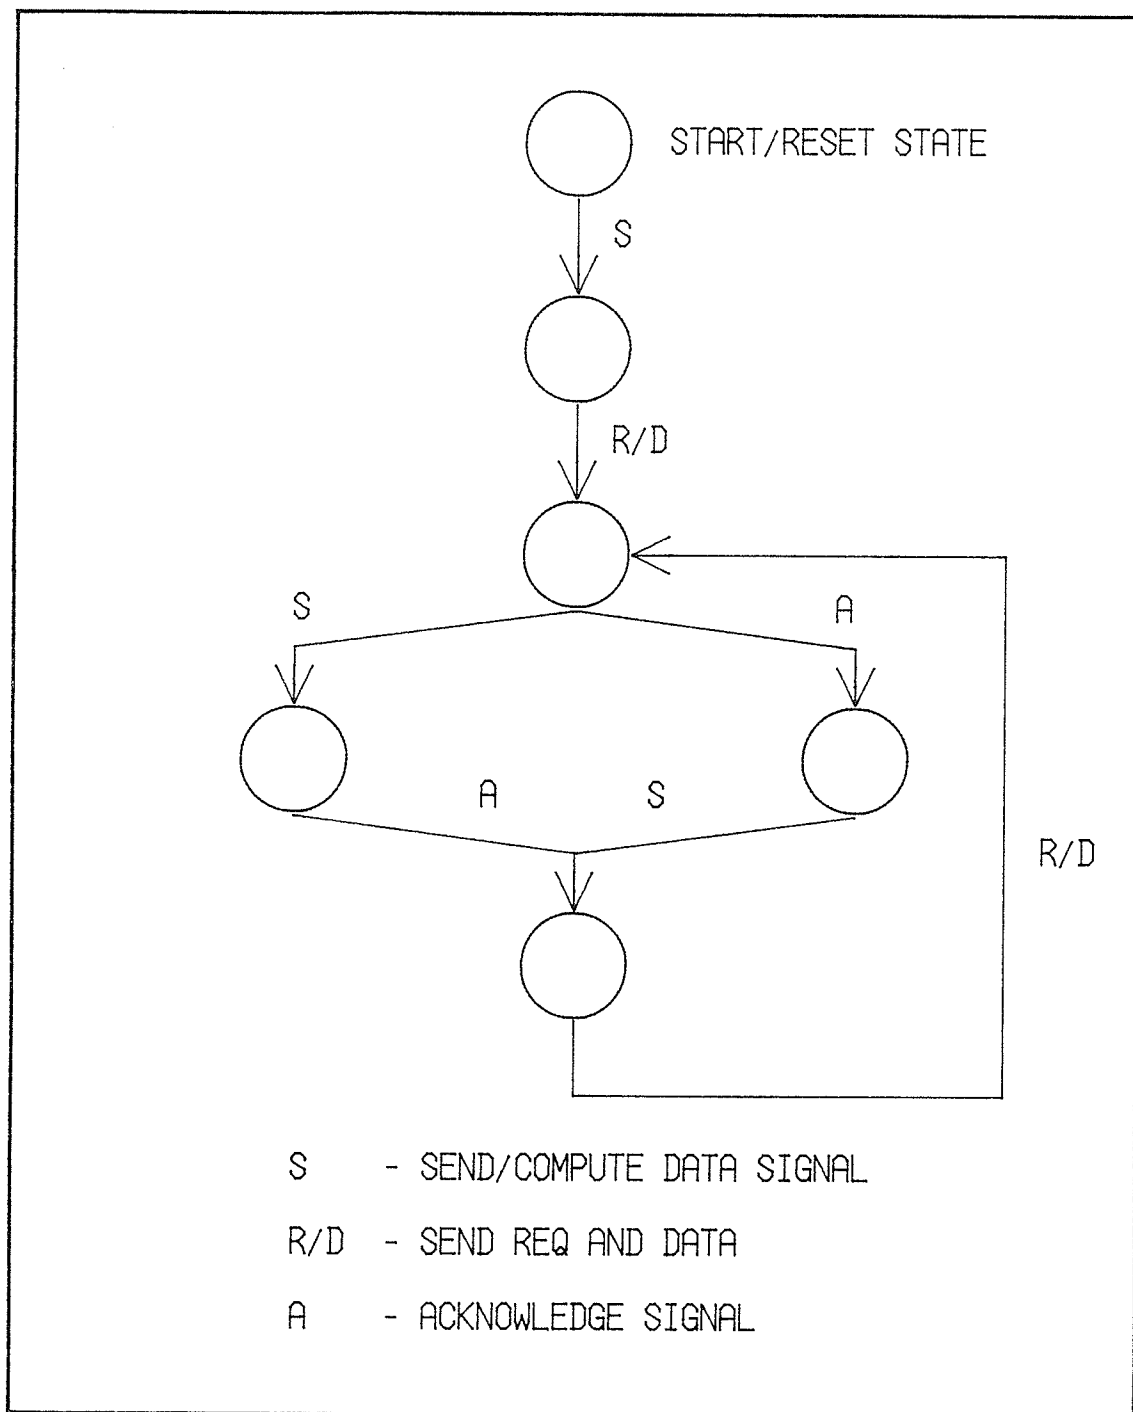 START/RESET STATE
S
R/D
S
A
A
S
R/D
S - SEND/COMPUTE DATA SIGNAL
R/D - SEND REQ AND DATA
A - ACKNOWLEDGE SIGNAL